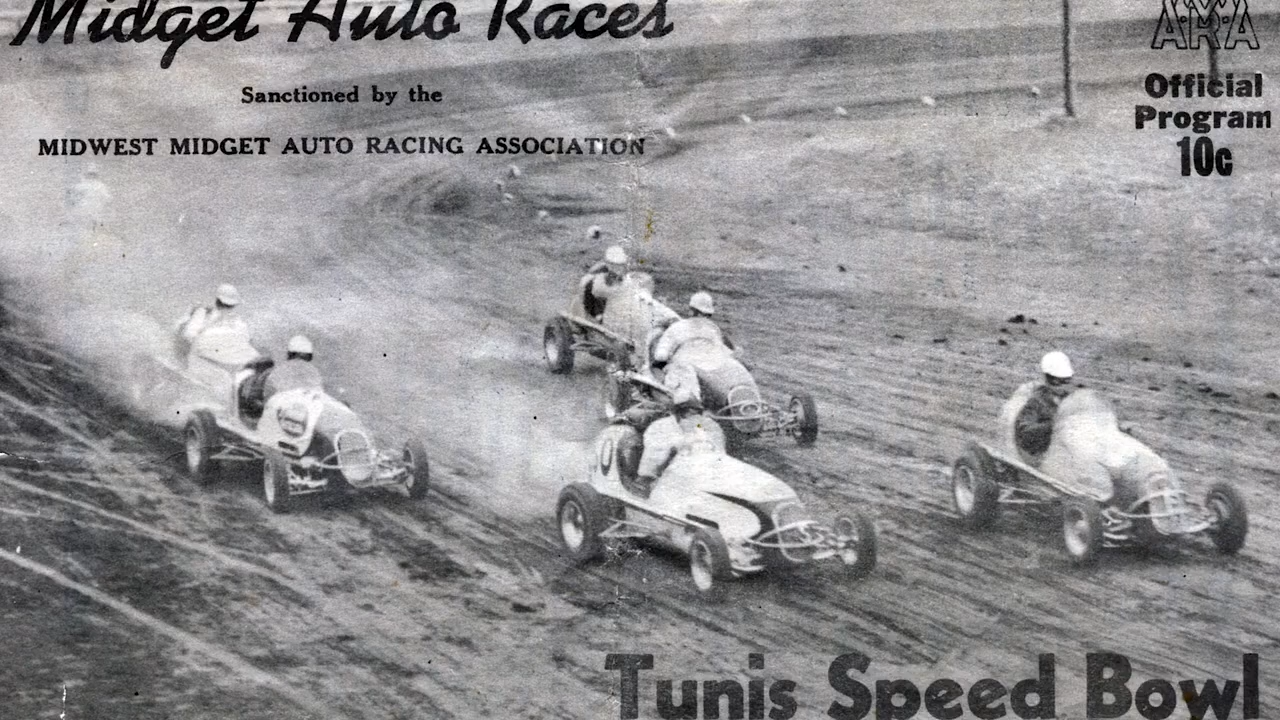 Midget Auto Races
Sanctioned by the
MIDWEST MIDGET AUTO RACING ASSOCIATION
Official
Program
10c
Tunis Speed Bowl